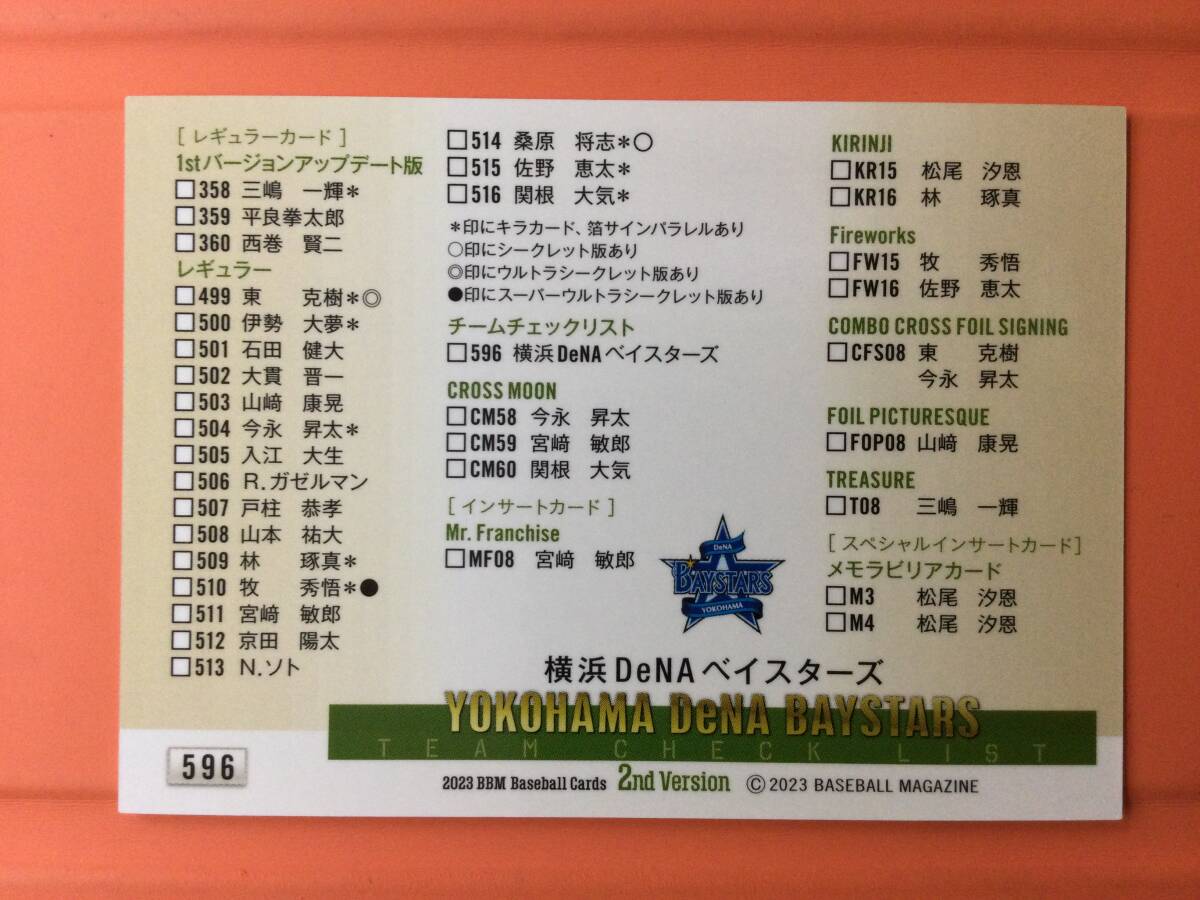 [ レギュラーカード ]
1stバージョンアップデート版
□358 三嶋 一輝*
□359 平良拳太郎
□360 西巻 賢二
レギュラー
□499 東 克樹*◎
□500 伊勢 大夢*
□501 石田 健大
□502 大貫 晋一
□503 山﨑 康晃
□504 今永 昇太*
□505 入江 大生
□506 R.ガゼルマン
□507 戸柱 恭孝
□508 山本 祐大
□509 林 琢真*
□510 牧 秀悟*●
□511 宮﨑 敏郎
□512 京田 陽太
□513 N.ソト
□514 桑原 将志*○
□515 佐野 恵太*
□516 関根 大気*
*印にキラカード、箔サインパラレルあり
○印にシークレット版あり
◎印にウルトラシークレット版あり
●印にスーパーウルトラシークレット版あり
チームチェックリスト
□596 横浜DeNAベイスターズ
CROSS MOON
□CM58 今永 昇太
□CM59 宮﨑 敏郎
□CM60 関根 大気
[ インサートカード ]
Mr. Franchise
□MF08 宮﨑 敏郎
KIRINJI
□KR15 松尾 汐恩
□KR16 林 琢真
Fireworks
□FW15 牧 秀悟
□FW16 佐野 恵太
COMBO CROSS FOIL SIGNING
□CFS08 東 克樹
今永 昇太
FOIL PICTURESQUE
□FOP08 山﨑 康晃
TREASURE
□T08 三嶋 一輝
[ スペシャルインサートカード ]
メモラビリアカード
□M3 松尾 汐恩
□M4 松尾 汐恩
DeNA
BAYSTARS
YOKOHAMA
横浜DeNAベイスターズ
YOKOHAMA DeNA BAYSTARS
TEAM CHECK LIST
596
2023 BBM Baseball Cards 2nd Version ©2023 BASEBALL MAGAZINE